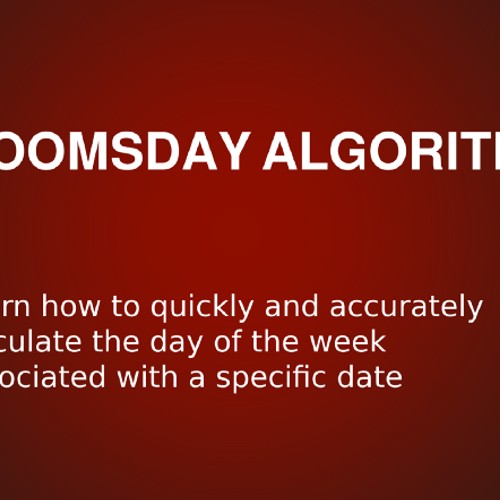 OOMSDAY ALGORIT
rn how to quickly and accurately
culate the day of the week
ociated with a specific date